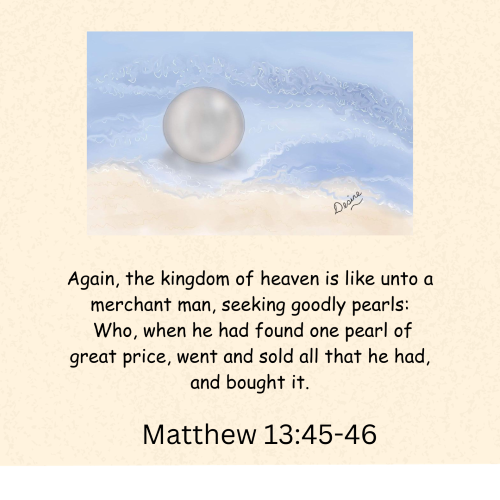 Desire
Again, the kingdom of heaven is like unto a
merchant man, seeking goodly pearls:
Who, when he had found one pearl of
great price, went and sold all that he had,
and bought it.
Matthew 13:45-46